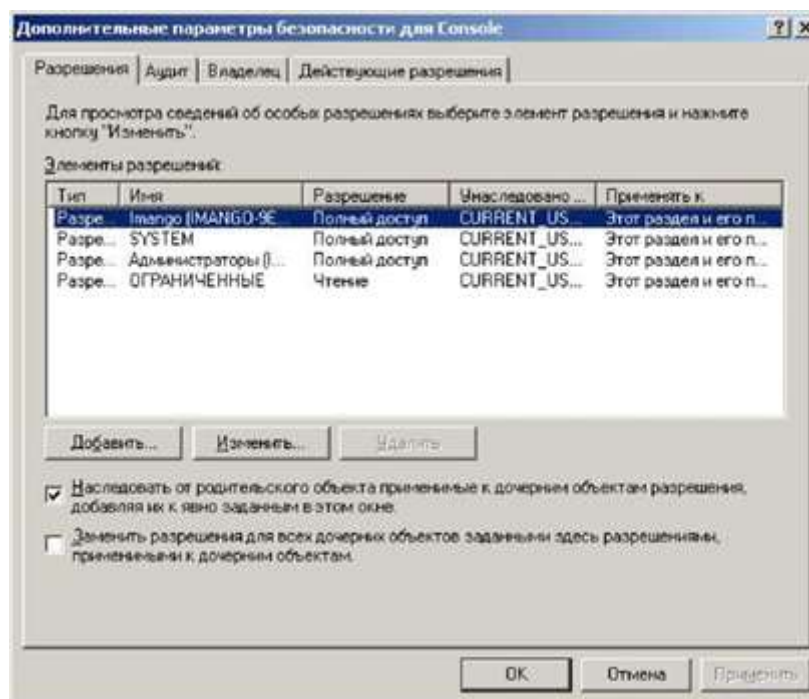 Дополнительные параметры безопасности для Console
Разрешения Аудит Владелец Действующие разрешения
Для просмотра сведений об особых разрешениях выберите элемент разрешения и нажмите
кнопку "Изменить".
Элементы разрешений:
Тип Имя Разрешение Унаследовано ... Применять к
Разре... Imango (IMANGO-9E... Полный доступ CURRENT_US... Этот раздел и его п...
Разре... SYSTEM Полный доступ CURRENT_US... Этот раздел и его п...
Разре... Администраторы (I... Полный доступ CURRENT_US... Этот раздел и его п...
Разре... ОГРАНИЧЕННЫЕ Чтение CURRENT_US... Этот раздел и его п...
Добавить... Изменить... Удалить
Наследовать от родительского объекта применимые к дочерним объектам разрешения,
добавляя их к явно заданным в этом окне.
Заменить разрешения для всех дочерних объектов заданными здесь разрешениями,
применимыми к дочерним объектам.
OK Отмена Применить